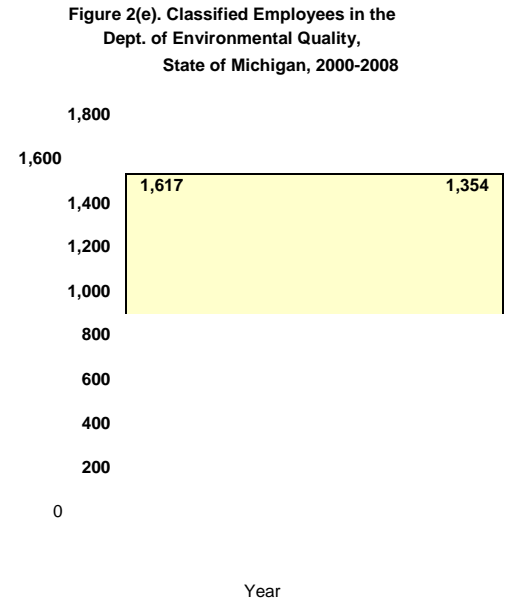 Figure 2(e). Classified Employees in the
Dept. of Environmental Quality,
State of Michigan, 2000-2008
1,800
1,600
1,617 1,354
1,400
1,200
1,000
800
600
400
200
0
Year